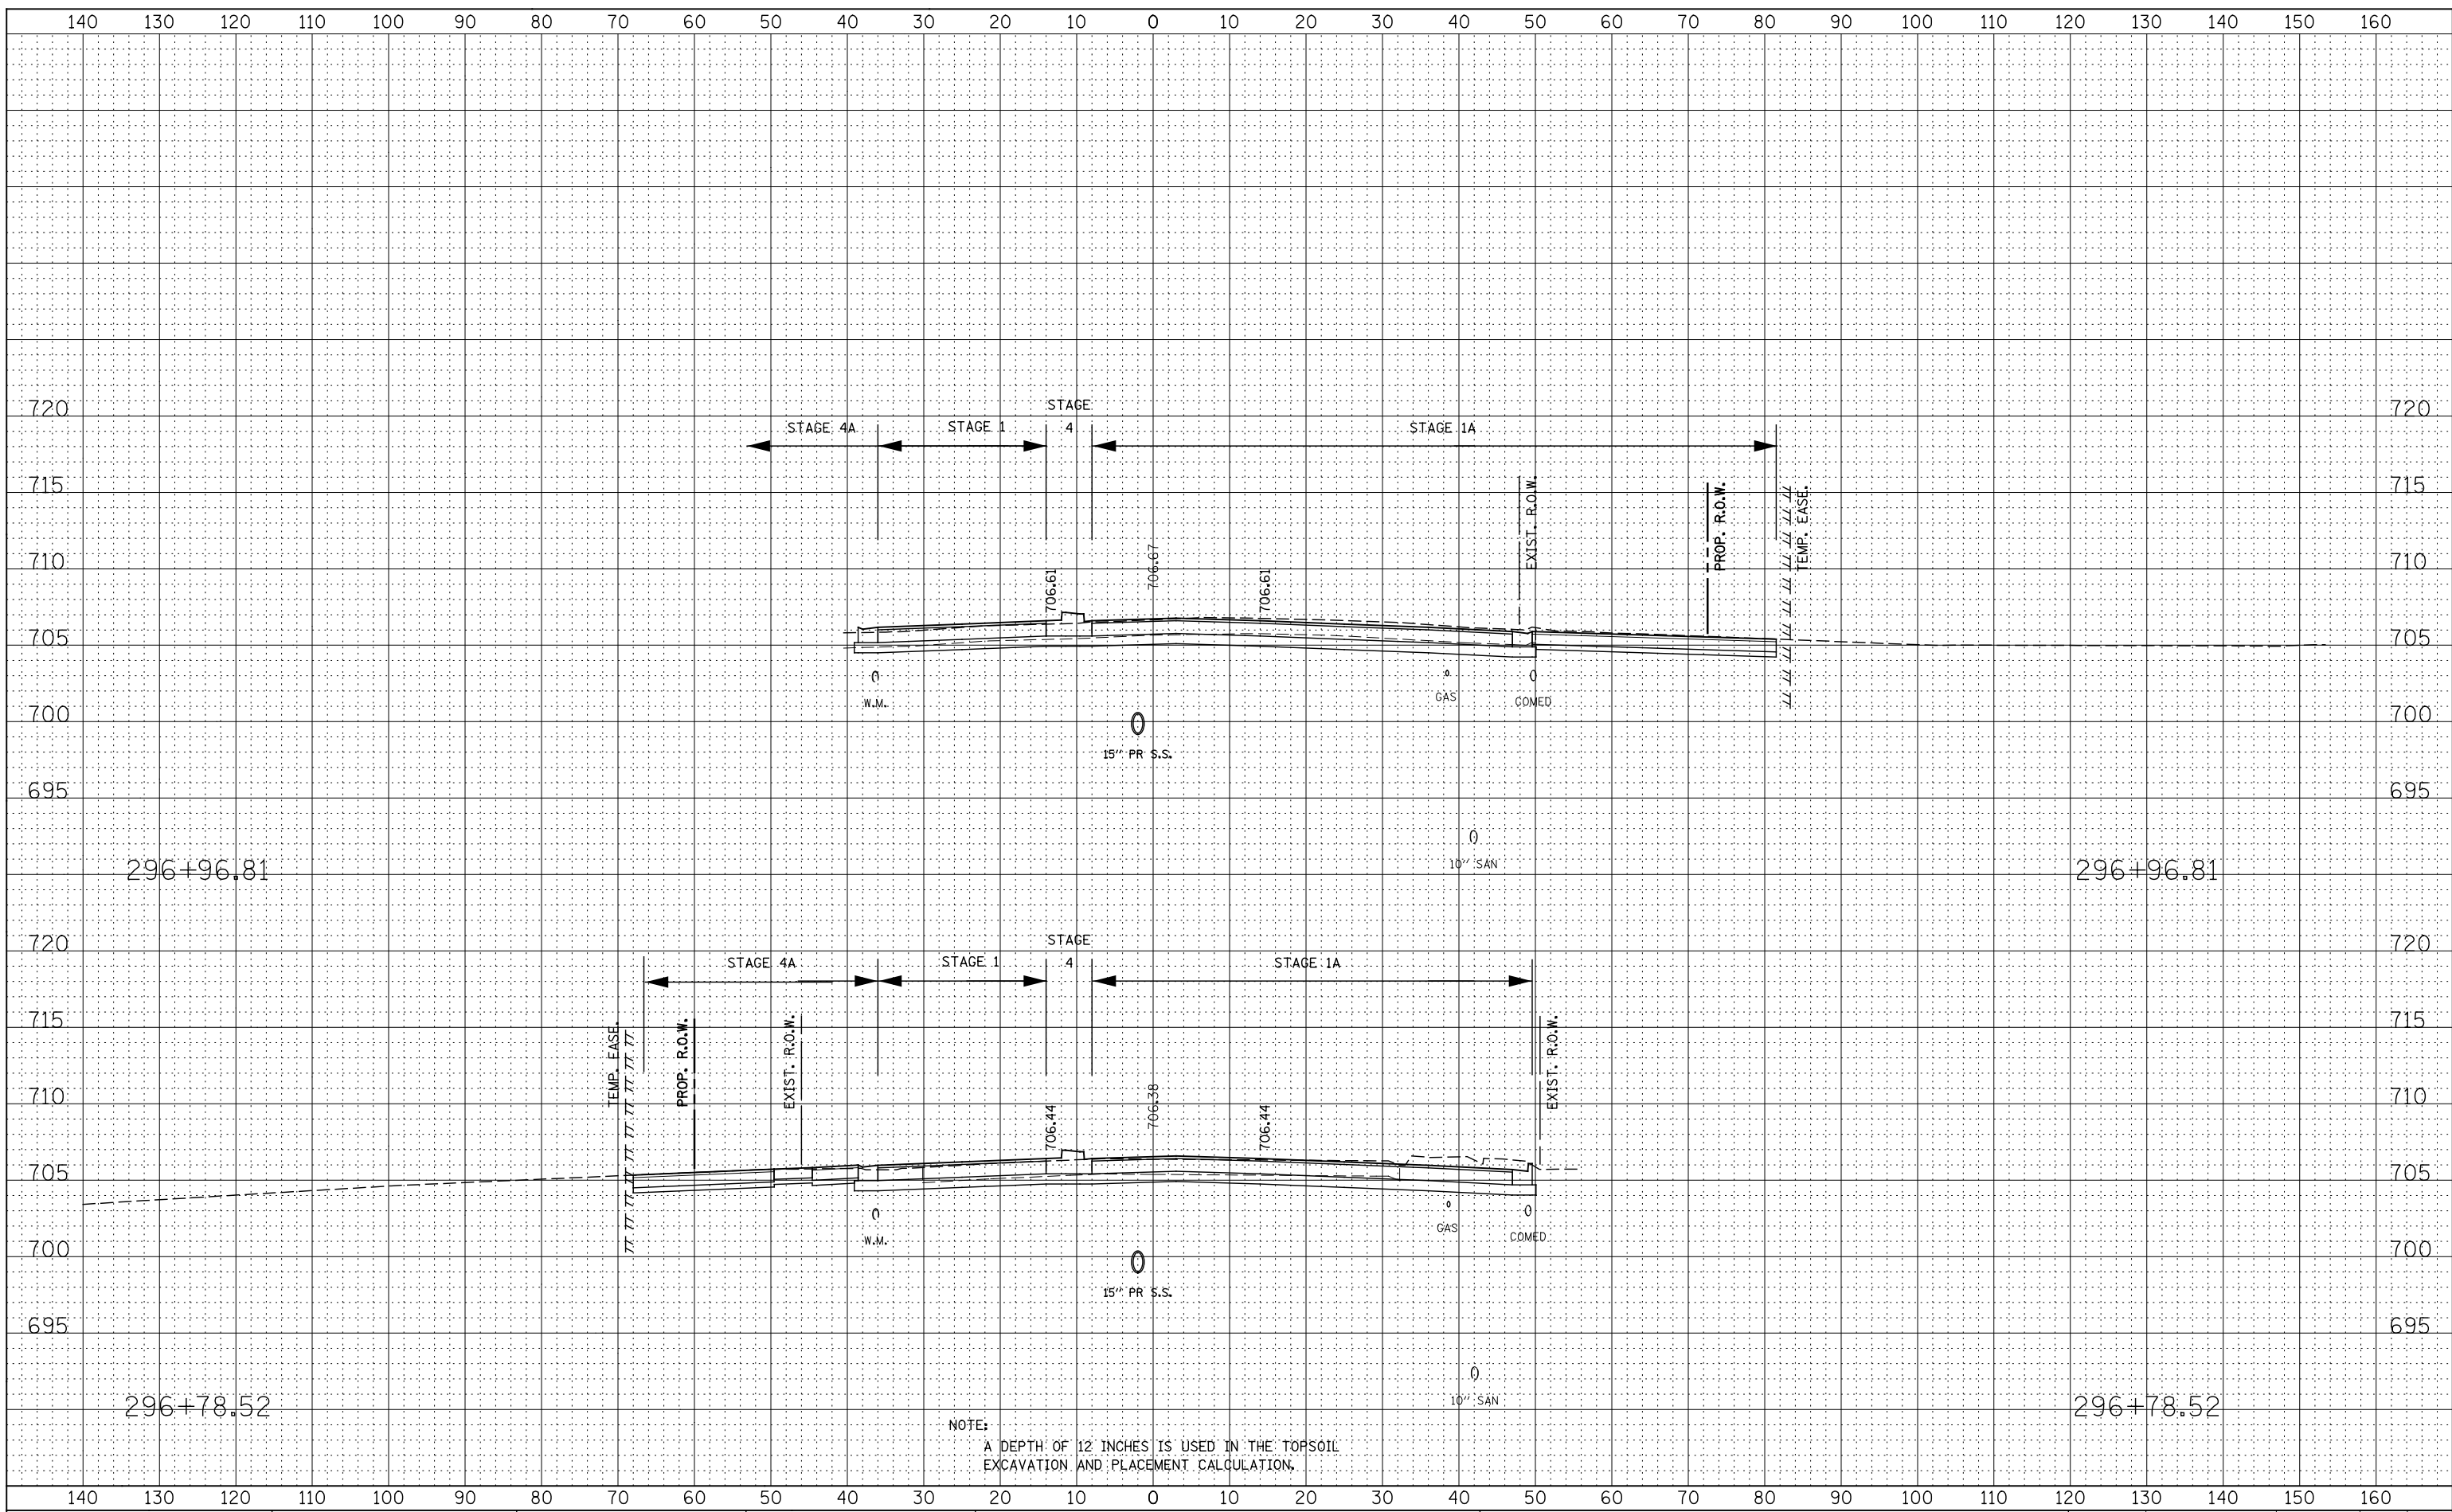 140 130 120 110 100 90 80 70 60 50 40 30 20 10 0 10 20 30 40 50 60 70 80 90 100 110 120 130 140 150 160
STAGE
720 720
STAGE 4A STAGE 1 4 STAGE 1A
715 715
EXIST. R.O.W.
PROP. R.O.W.
TEMP. EASE.
710 710
706.61
706.67
706.61
705 705
W.M. GAS COMED
700 700
15" PR S.S.
695 695
10" SAN
296+96.81 296+96.81
STAGE
720 720
STAGE 4A STAGE 1 4 STAGE 1A
715 715
TEMP. EASE.
PROP. R.O.W.
EXIST. R.O.W.
EXIST. R.O.W.
710 710
706.44
706.38
706.44
705 705
W.M. GAS COMED
700 700
15" PR S.S.
695 695
10" SAN
296+78.52 296+78.52
NOTE:
A DEPTH OF 12 INCHES IS USED IN THE TOPSOIL
EXCAVATION AND PLACEMENT CALCULATION.
140 130 120 110 100 90 80 70 60 50 40 30 20 10 0 10 20 30 40 50 60 70 80 90 100 110 120 130 140 150 160